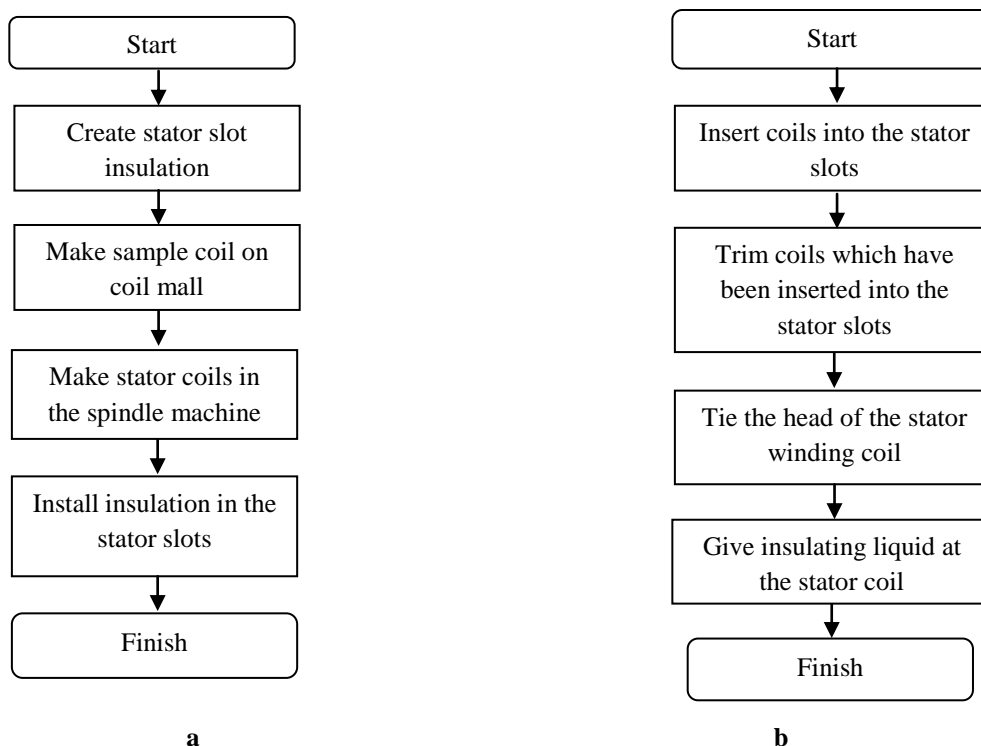 Start
Create stator slot
insulation
Make sample coil on
coil mall
Make stator coils in
the spindle machine
Install insulation in the
stator slots
Finish
a
Start
Insert coils into the stator
slots
Trim coils which have
been inserted into the
stator slots
Tie the head of the stator
winding coil
Give insulating liquid at
the stator coil
Finish
b